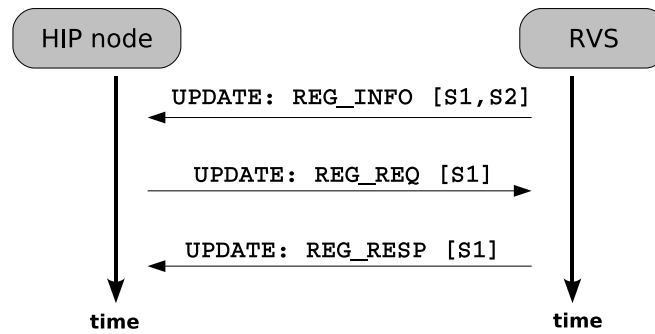 HIP node
RVS
UPDATE: REG_INFO [S1,S2]
UPDATE: REG_REQ [S1]
UPDATE: REG_RESP [S1]
time
time